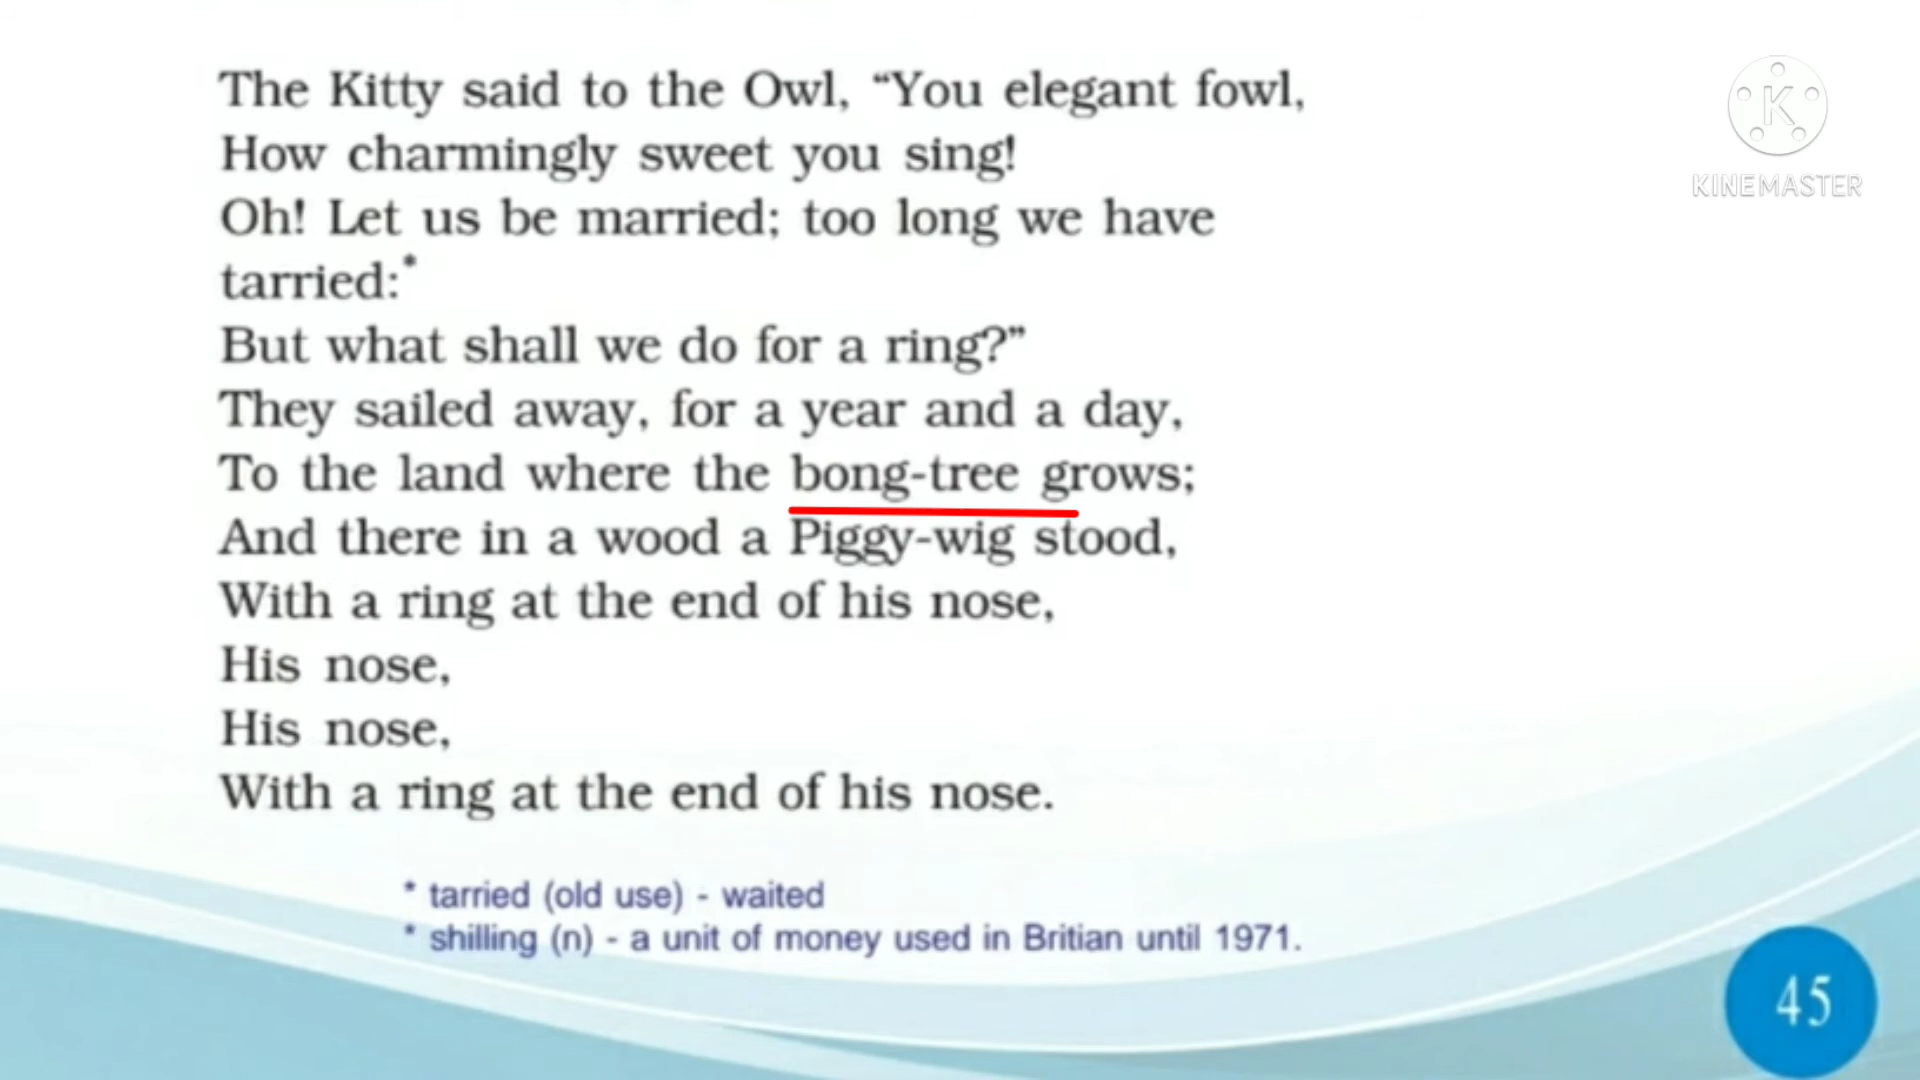 The Kitty said to the Owl, “You elegant fowl,
How charmingly sweet you sing!
Oh! Let us be married; too long we have
tarried:*
But what shall we do for a ring?”
They sailed away, for a year and a day,
To the land where the bong-tree grows;
And there in a wood a Piggy-wig stood,
With a ring at the end of his nose,
His nose,
His nose,
With a ring at the end of his nose.
* tarried (old use) - waited
* shilling (n) - a unit of money used in Britian until 1971.
45
K
KINEMASTER